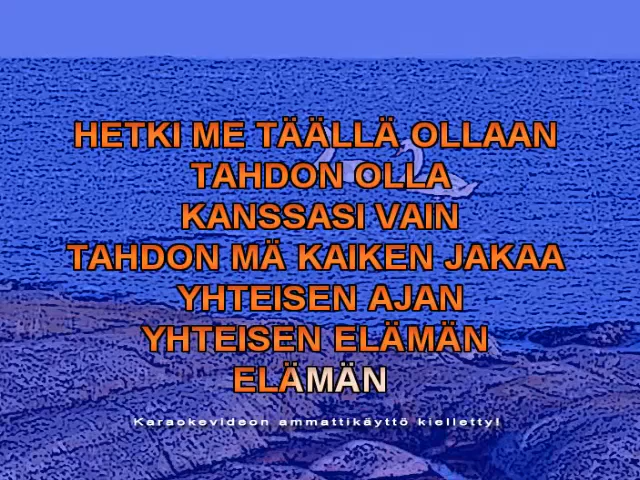 HETKI ME TÄÄLLÄ OLLAAN
TAHDON OLLA
KANSSASI VAIN
TAHDON MÄ KAIKEN JAKAA
YHTEISEN AJAN
YHTEISEN ELÄMÄN
ELÄMÄN
Karaokevideon ammattikäyttö kielletty!